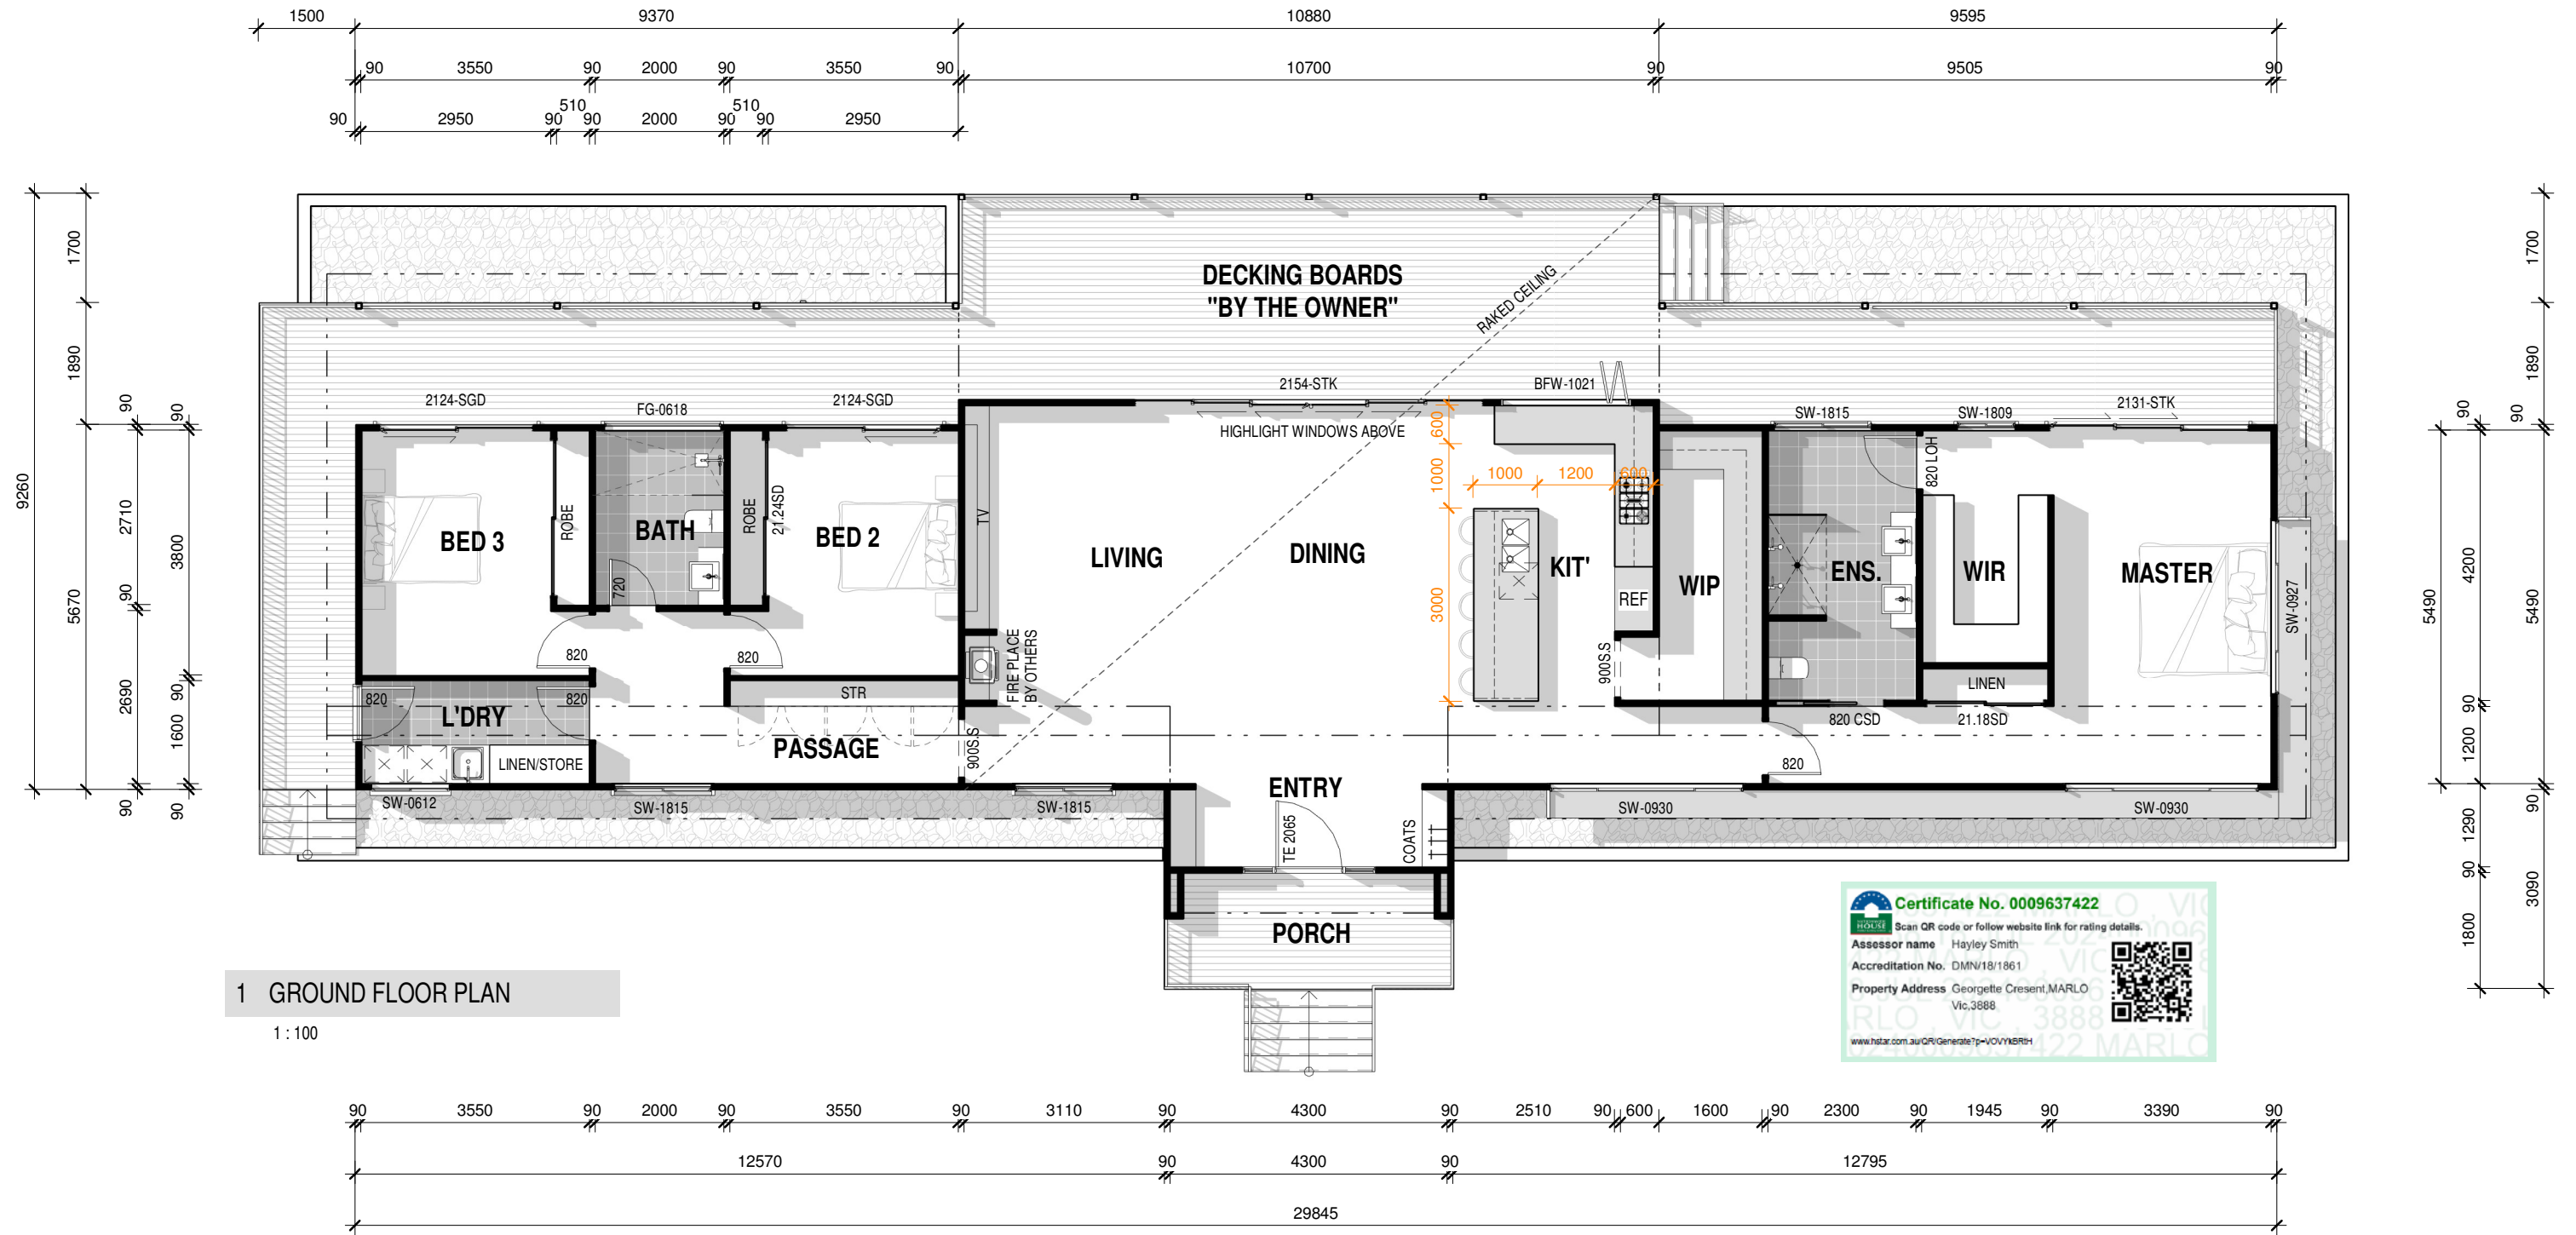 1500 9370 10880 9595
90 3550 90 2000 90 3550 90 10700 90 9505 90
510 510
90 2950 90 90 2000 90 90 2950
9260
1700
1890
90
5670
2710
90
2690
90
90
3800
90
1600
90
DECKING BOARDS
"BY THE OWNER"
RAKED CEILING
2124-SGD
FG-0618
2124-SGD
2154-STK
BFW-1021
HIGHLIGHT WINDOWS ABOVE
SW-1815
SW-1809
2131-STK
BED 3
ROBE
BATH
720
ROBE
21.24SD
BED 2
TV
LIVING
DINING
KIT'
REF
WIP
ENS.
820 LOH
WIR
MASTER
SW-0927
600
1000
3000
1000 1200 600
820
820
820
820
L'DRY
STR
PASSAGE
LINEN/STORE
FIRE PLACE
BY OTHERS
900S.S
900S.S
LINEN
820 CSD
21.18SD
820
SW-0612
SW-1815
SW-1815
ENTRY
TE 2065
COATS
SW-0930
SW-0930
PORCH
5490
4200
90
1200
90
1290
90
1800
1700
1890
90
5490
90
3090
1 GROUND FLOOR PLAN
1 : 100
Certificate No. 0009637422
Scan QR code or follow website link for rating details.
Assessor name Hayley Smith
Accreditation No. DMN/18/1861
Property Address Georgette Cresent,MARLO
Vic,3888
90 3550 90 2000 90 3550 90 3110 90 4300 90 2510 90 600 1600 90 2300 90 1945 90 3390 90
12570 90 4300 90 12795
29845